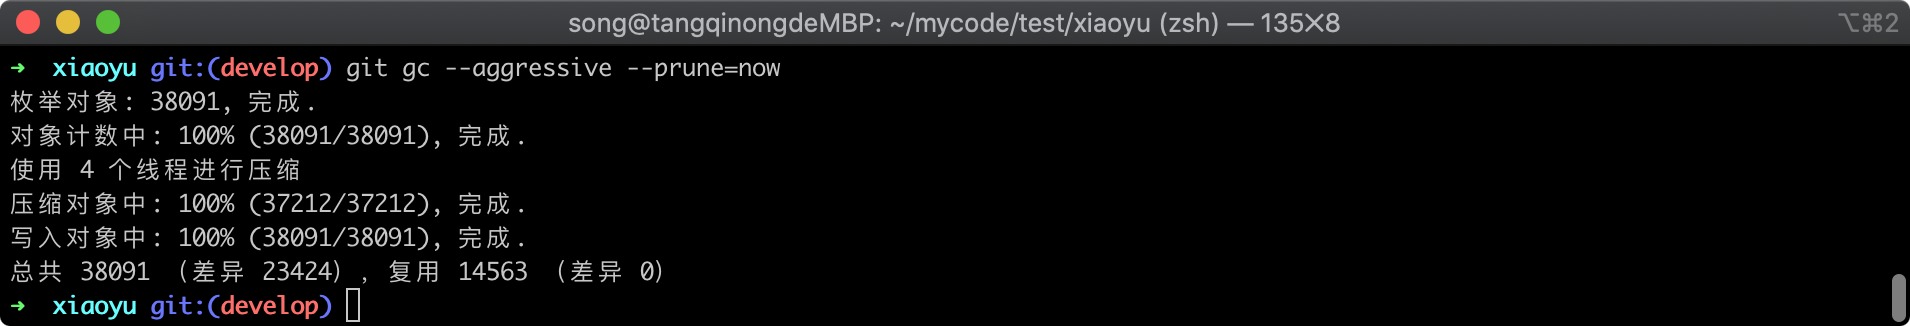 song@tangqinongdeMBP: ~/mycode/test/xiaoyu (zsh) — 135×8
⌥⌘2
➜  xiaoyu git:(develop) git gc --aggressive --prune=now
枚举对象: 38091, 完成.
对象计数中: 100% (38091/38091), 完成.
使用 4 个线程进行压缩
压缩对象中: 100% (37212/37212), 完成.
写入对象中: 100% (38091/38091), 完成.
总共 38091 （差异 23424），复用 14563 （差异 0）
➜  xiaoyu git:(develop)